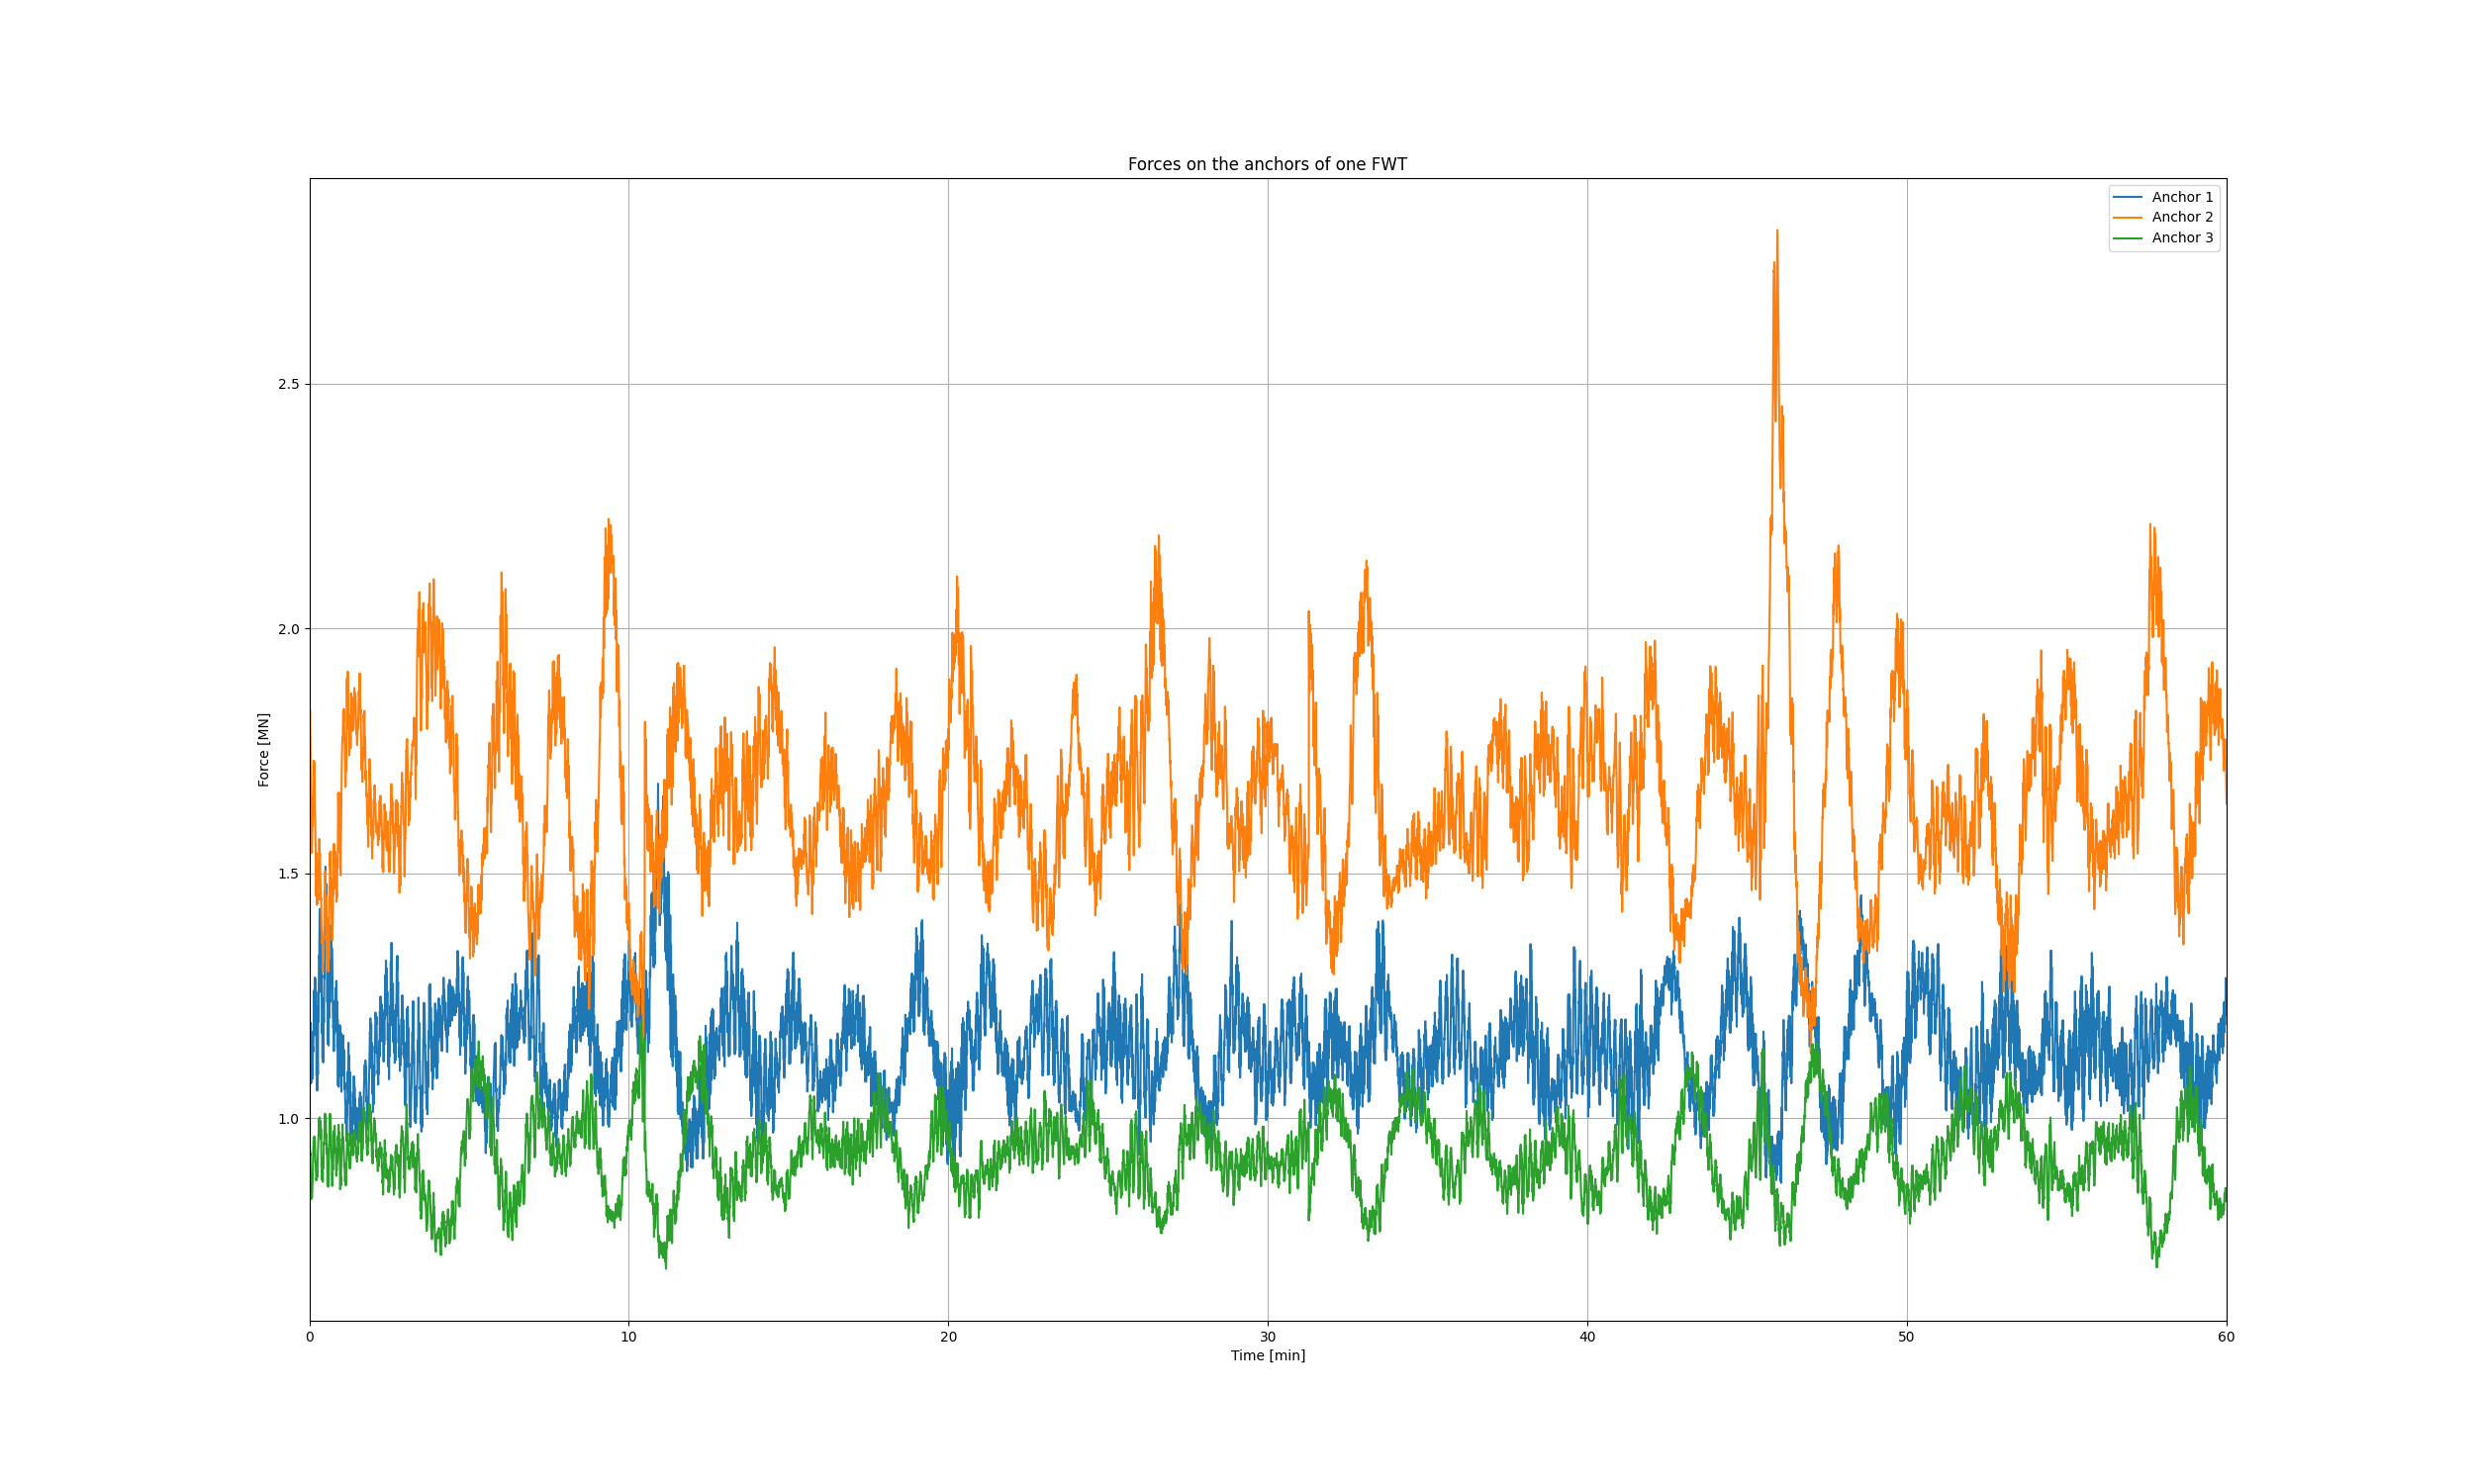 Forces on the anchors of one FWT
Anchor 1
Anchor 2
Anchor 3
Force [MN]
2.5
2.0
1.5
1.0
0 10 20 30 40 50 60
Time [min]